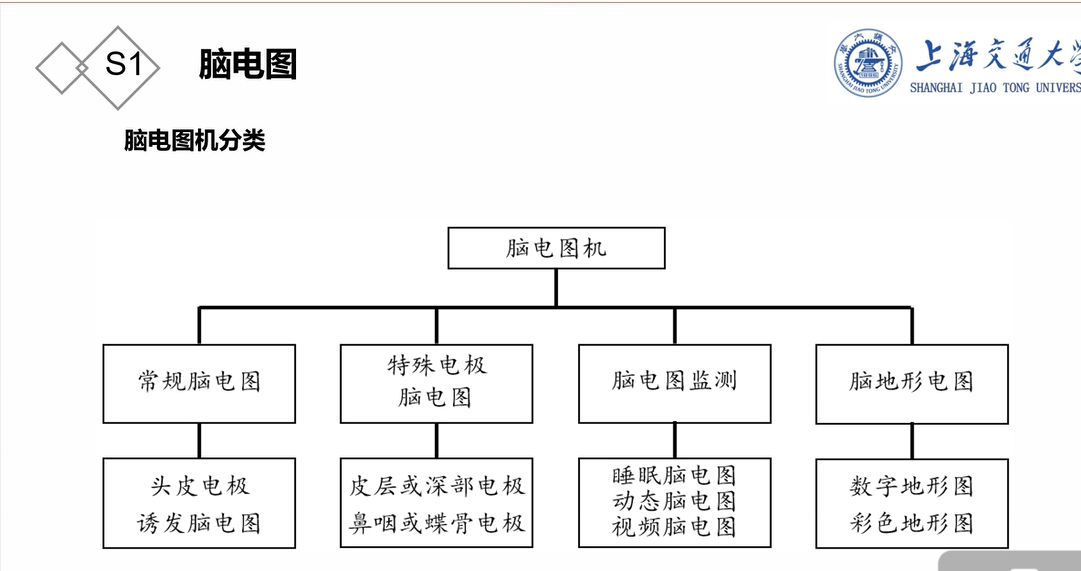 S1
脑电图
上海交通大学
SHANGHAI JIAO TONG UNIVERS
脑电图机分类
脑电图机
常规脑电图
特殊电极
脑电图
脑电图监测
脑地形电图
头皮电极
诱发脑电图
皮层或深部电极
鼻咽或蝶骨电极
睡眠脑电图
动态脑电图
视频脑电图
数字地形图
彩色地形图